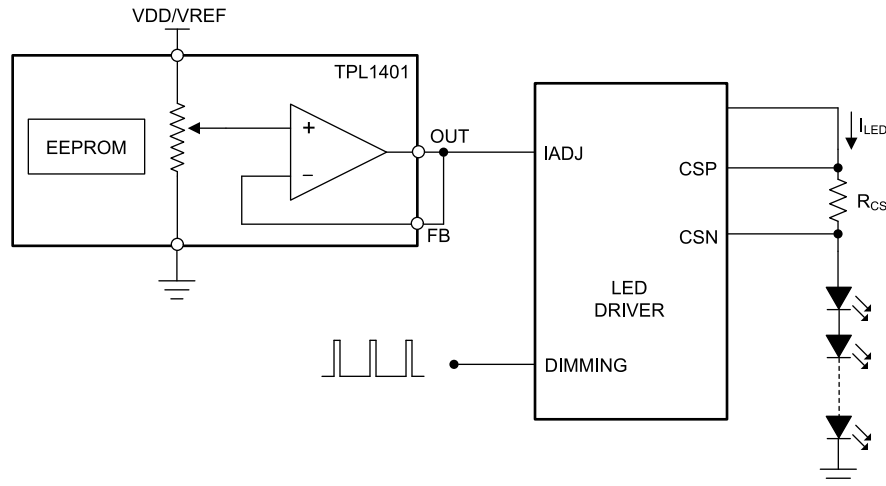 VDD/VREF
TPL1401
EEPROM
+
−
OUT
FB
IADJ
CSP
CSN
LED
DRIVER
DIMMING
ILED
RCS